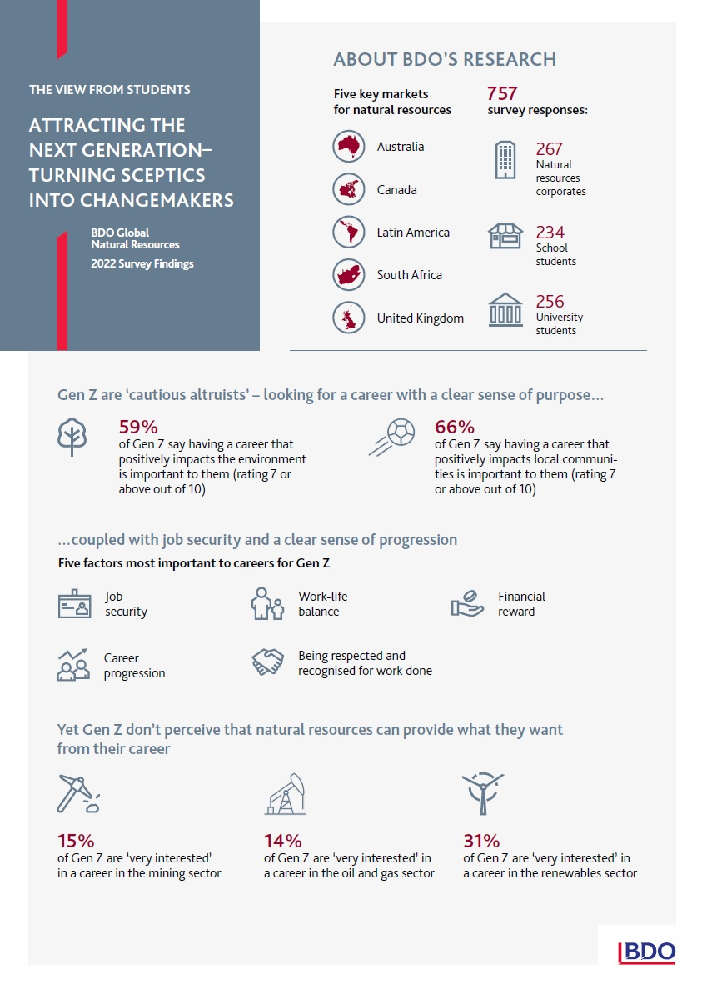 THE VIEW FROM STUDENTS
ATTRACTING THE
NEXT GENERATION–
TURNING SCEPTICS
INTO CHANGEMAKERS
BDO Global
Natural Resources
2022 Survey Findings
ABOUT BDO'S RESEARCH
Five key markets
for natural resources
Australia
Canada
Latin America
South Africa
United Kingdom
757
survey responses:
267
Natural
resources
corporates
234
School
students
256
University
students
Gen Z are ‘cautious altruists’ – looking for a career with a clear sense of purpose…
59%
of Gen Z say having a career that
positively impacts the environment
is important to them (rating 7 or
above out of 10)
66%
of Gen Z say having a career that
positively impacts local communi-
ties is important to them (rating 7
or above out of 10)
…coupled with job security and a clear sense of progression
Five factors most important to careers for Gen Z
Job
security
Work-life
balance
Financial
reward
Career
progression
Being respected and
recognised for work done
Yet Gen Z don't perceive that natural resources can provide what they want
from their career
15%
of Gen Z are ‘very interested’
in a career in the mining sector
14%
of Gen Z are ‘very interested’ in
a career in the oil and gas sector
31%
of Gen Z are ‘very interested’ in
a career in the renewables sector
BDO